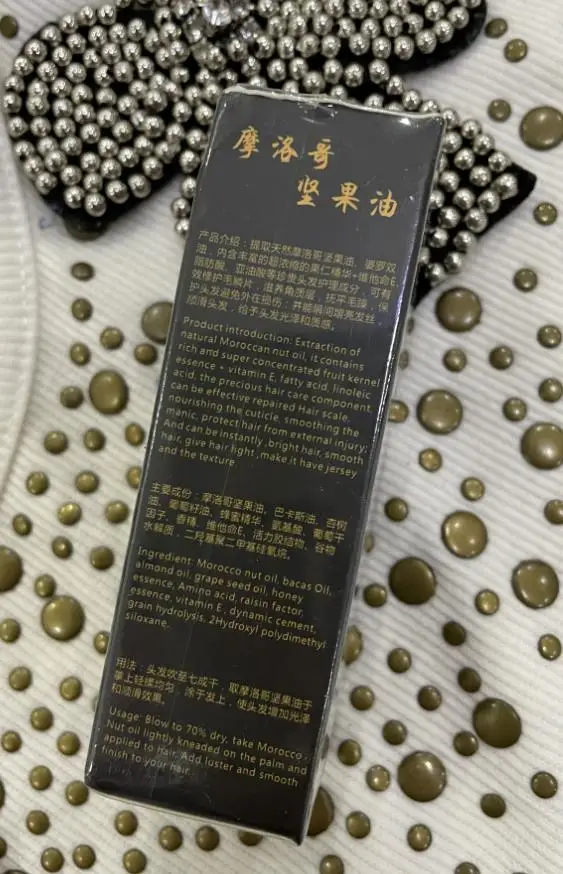 摩洛哥
坚果油
产品介绍：提取天然摩洛哥坚果油、婆罗双
油，内含丰富的超浓缩的果仁精华+维他命E,
脂肪酸、亚油酸等珍贵头发护理成分，可有
效修护毛鳞片，滋养角质层，抚平毛躁，保
护头发避免外在损伤；并能瞬间增亮发丝
顺滑头发，给予头发光泽和质感。
Product introduction: Extraction of
natural Moroccan nut oil, it contains
rich and super concentrated fruit kernel
essence + vitamin E, fatty acid, linoleic
acid, the precious hair care component,
can be effective repaired Hair scale,
nourishing the cuticle, smoothing the
manic, protect hair from external injury;
And can be instantly ,bright hair, smooth
hair, give hair light ,make it have jersey
and the texture
主要成份：摩洛哥坚果油、巴卡斯油、杏树
油、葡萄籽油、蜂蜜精华、氨基酸、葡萄干
因子、香精、维他命E、活力胶结物、谷物
水解质、二羟基聚二甲基硅氧烷。
Ingredient: Morocco nut oil, bacas Oil,
almond oil, grape seed oil, honey
essence, Amino acid, raisin factor,
essence, vitamin E , dynamic cement,
grain hydrolysis, 2Hydroxyl polydimethyl
siloxane.
用法：头发吹至七成干，取摩洛哥坚果油于
掌上轻揉均匀，涂于发上，使头发增加光泽
和顺滑效果。
Usage: Blow to 70% dry, take Morocco
Nut oil lightly kneaded on the palm and
applied to Hair. Add luster and smooth
finish to your hair